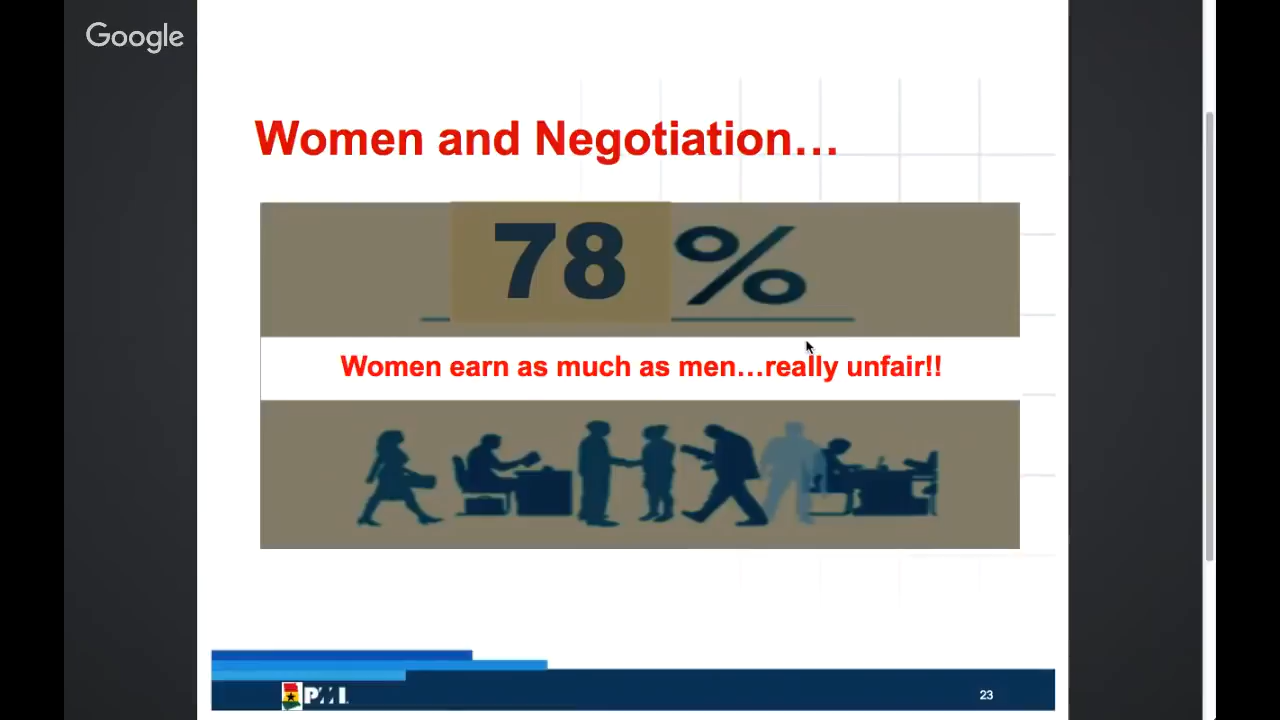 Google
Women and Negotiation...
78 %
Women earn as much as men...really unfair!!
PMI
23